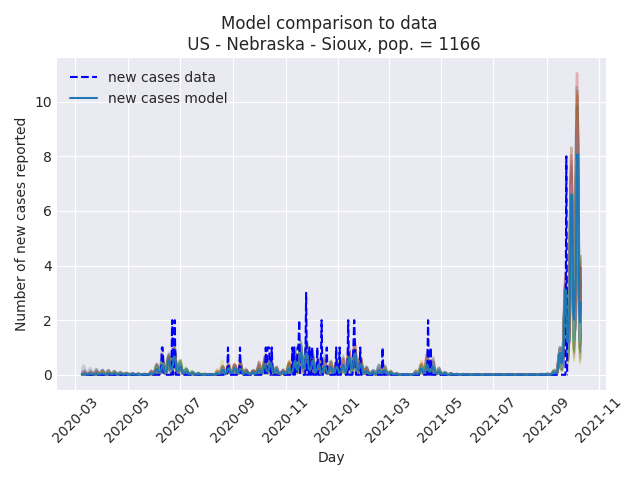 Model comparison to data
US - Nebraska - Sioux, pop. = 1166
new cases data
new cases model
Number of new cases reported
10
8
6
4
2
0
2020-03
2020-05
2020-07
2020-09
2020-11
2021-01
2021-03
2021-05
2021-07
2021-09
2021-11
Day